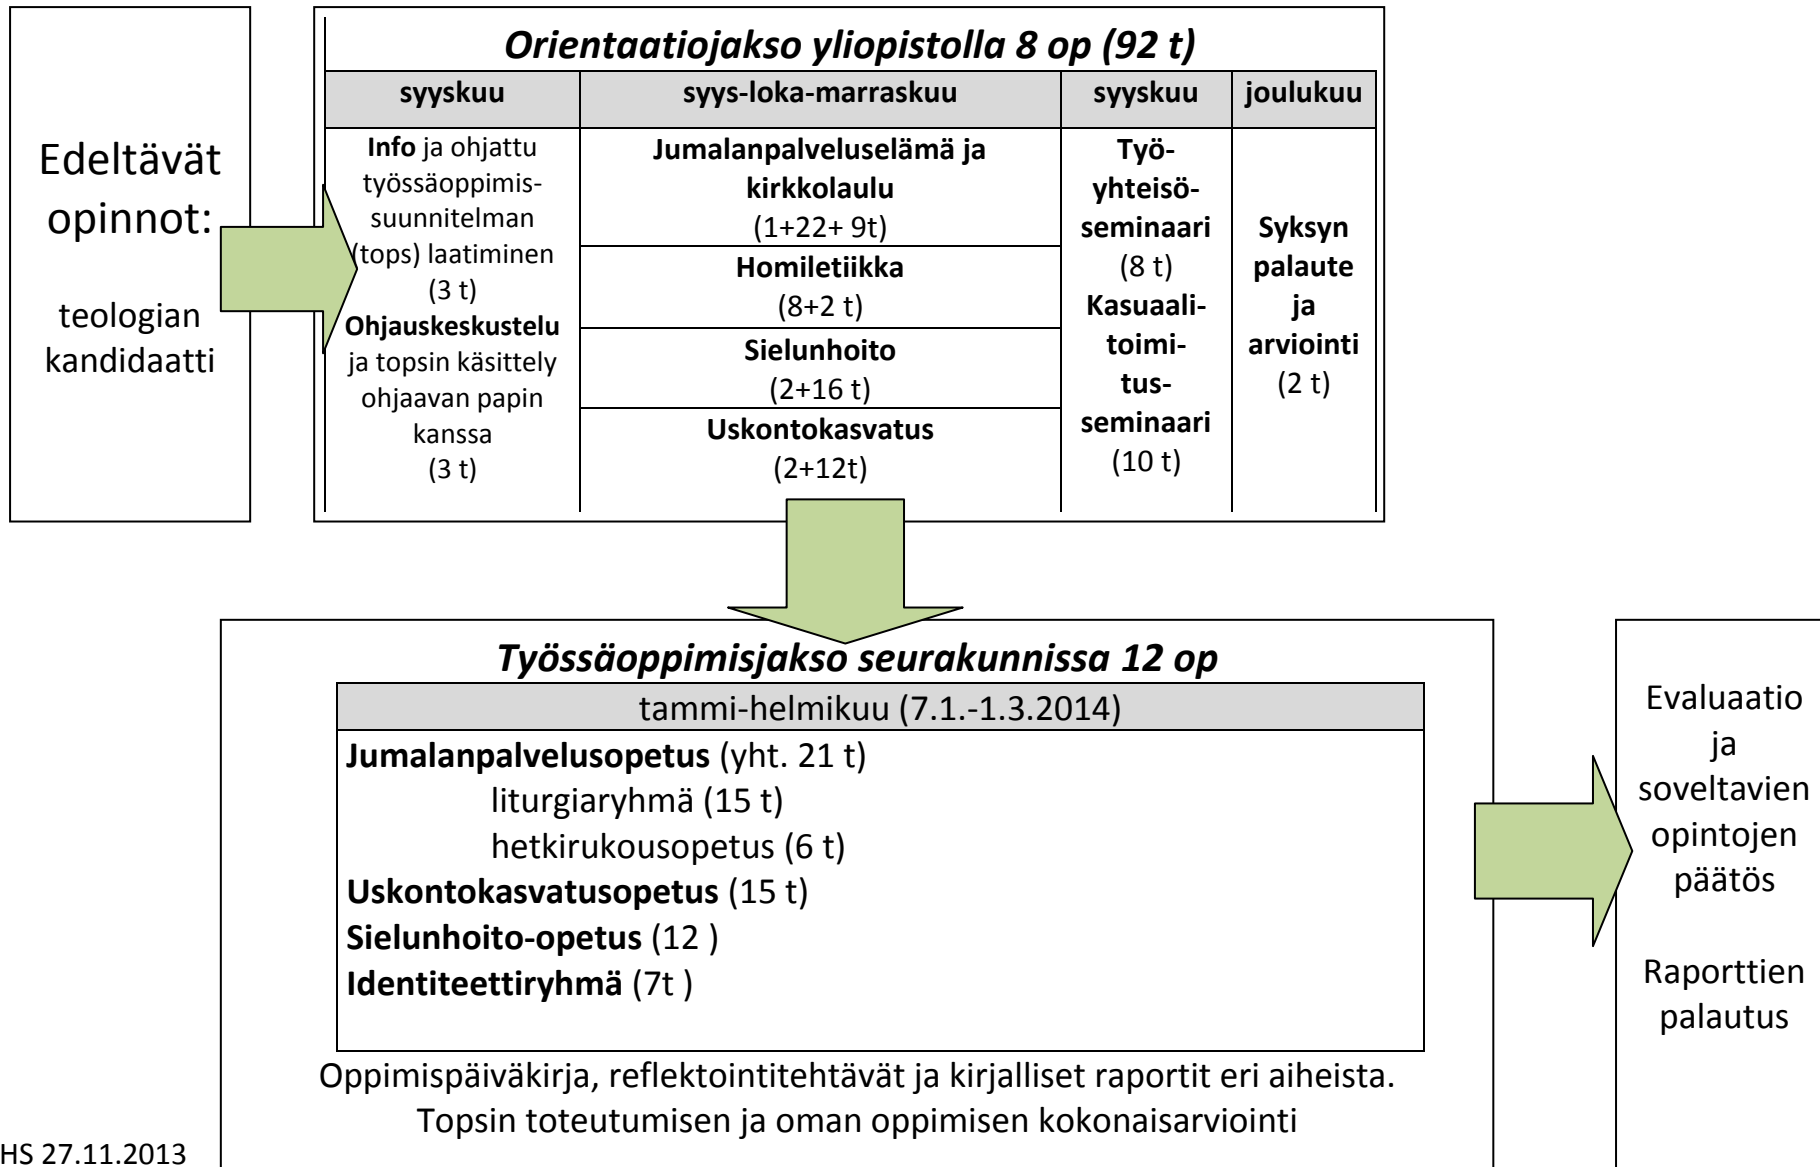 Edeltävät
opinnot:
teologian
kandidaatti
Orientaatiojakso yliopistolla 8 op (92 t)
syyskuu
Info ja ohjattu
työssäoppimis-
suunnitelman
(tops) laatiminen
(3 t)
Ohjauskeskustelu
ja topsin käsittely
ohjaavan papin
kanssa
(3 t)
syys-loka-marraskuu
Jumalanpalveluselämä ja
kirkkolaulu
(1+22+ 9t)
Homiletiikka
(8+2 t)
Sielunhoito
(2+16 t)
Uskontokasvatus
(2+12t)
syyskuu
Työ-
yhteisö-
seminaari
(8 t)
Kasuaali-
toimi-
tus-
seminaari
(10 t)
joulukuu
Syksyn
palaute
ja
arviointi
(2 t)
Työssäoppimisjakso seurakunnissa 12 op
tammi-helmikuu (7.1.-1.3.2014)
Jumalanpalvelusopetus (yht. 21 t)
liturgiaryhmä (15 t)
hetkirukousopetus (6 t)
Uskontokasvatusopetus (15 t)
Sielunhoito-opetus (12 )
Identiteettiryhmä (7t )
Oppimispäiväkirja, reflektointitehtävät ja kirjalliset raportit eri aiheista.
Topsin toteutumisen ja oman oppimisen kokonaisarviointi
Evaluaatio
ja
soveltavien
opintojen
päätös
Raporttien
palautus
HS 27.11.2013